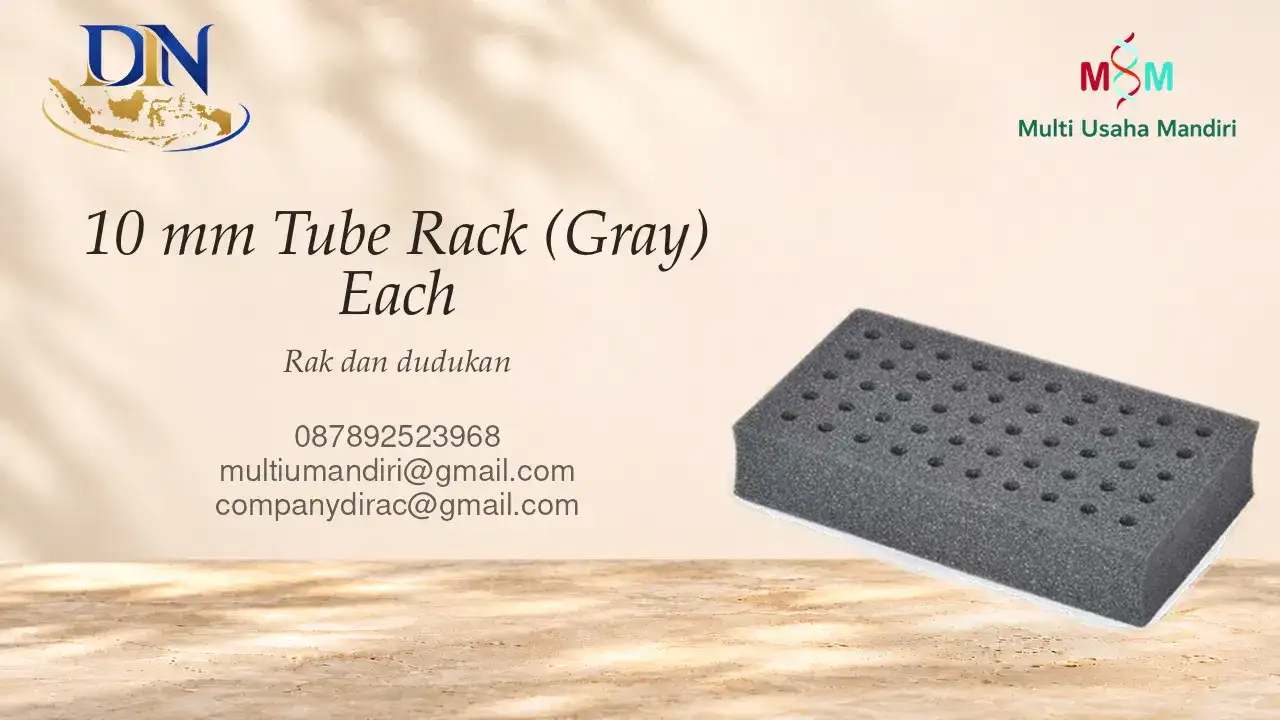 DIN
M M
Multi Usaha Mandiri
10 mm Tube Rack (Gray)
Each
Rak dan dudukan
087892523968
multiumandiri@gmail.com
companydirac@gmail.com